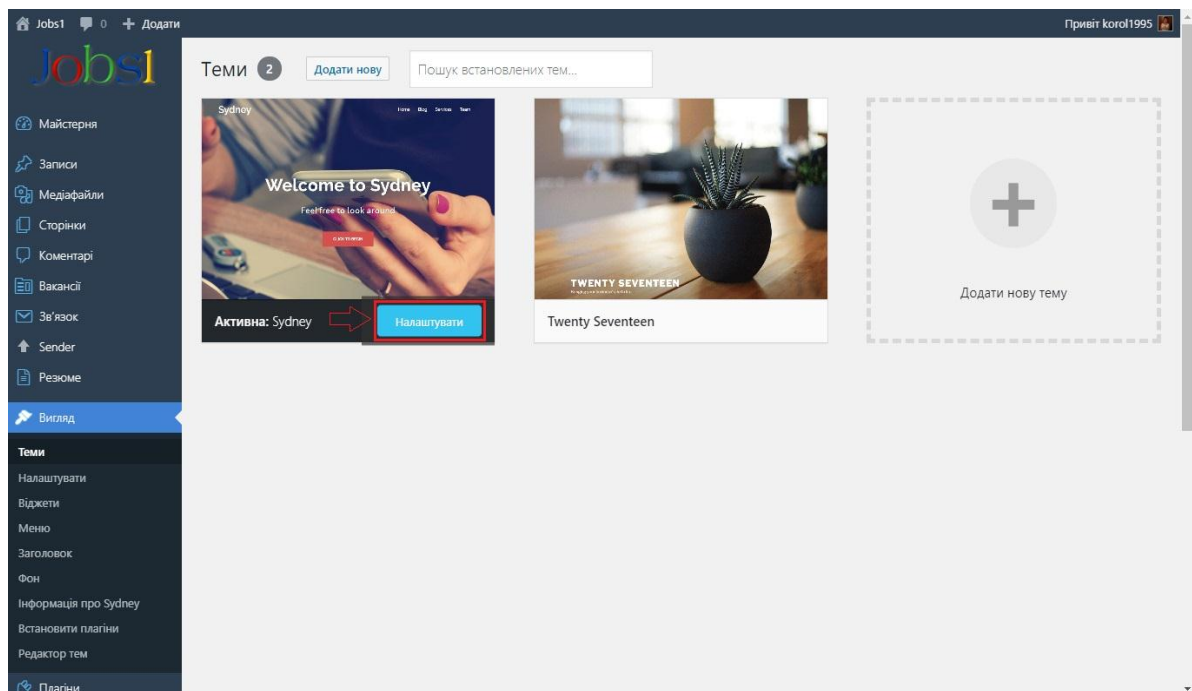 Jobs1 0 + Додати
Привіт korol1995
Jobs1
Майстерня
Записи
Медіафайли
Сторінки
Коментарі
Вакансії
Зв'язок
Sender
Резюме
Вигляд
Теми
Налаштувати
Віджети
Меню
Заголовок
Фон
Інформація про Sydney
Встановити плагіни
Редактор тем
Плагіни
Теми 2 Додати нову Пошук встановлених тем...
Sydney Home Blog Services Team
Welcome to Sydney
Feel free to look around
Активна: Sydney Налаштувати
TWENTY SEVENTEEN
Twenty Seventeen
Додати нову тему